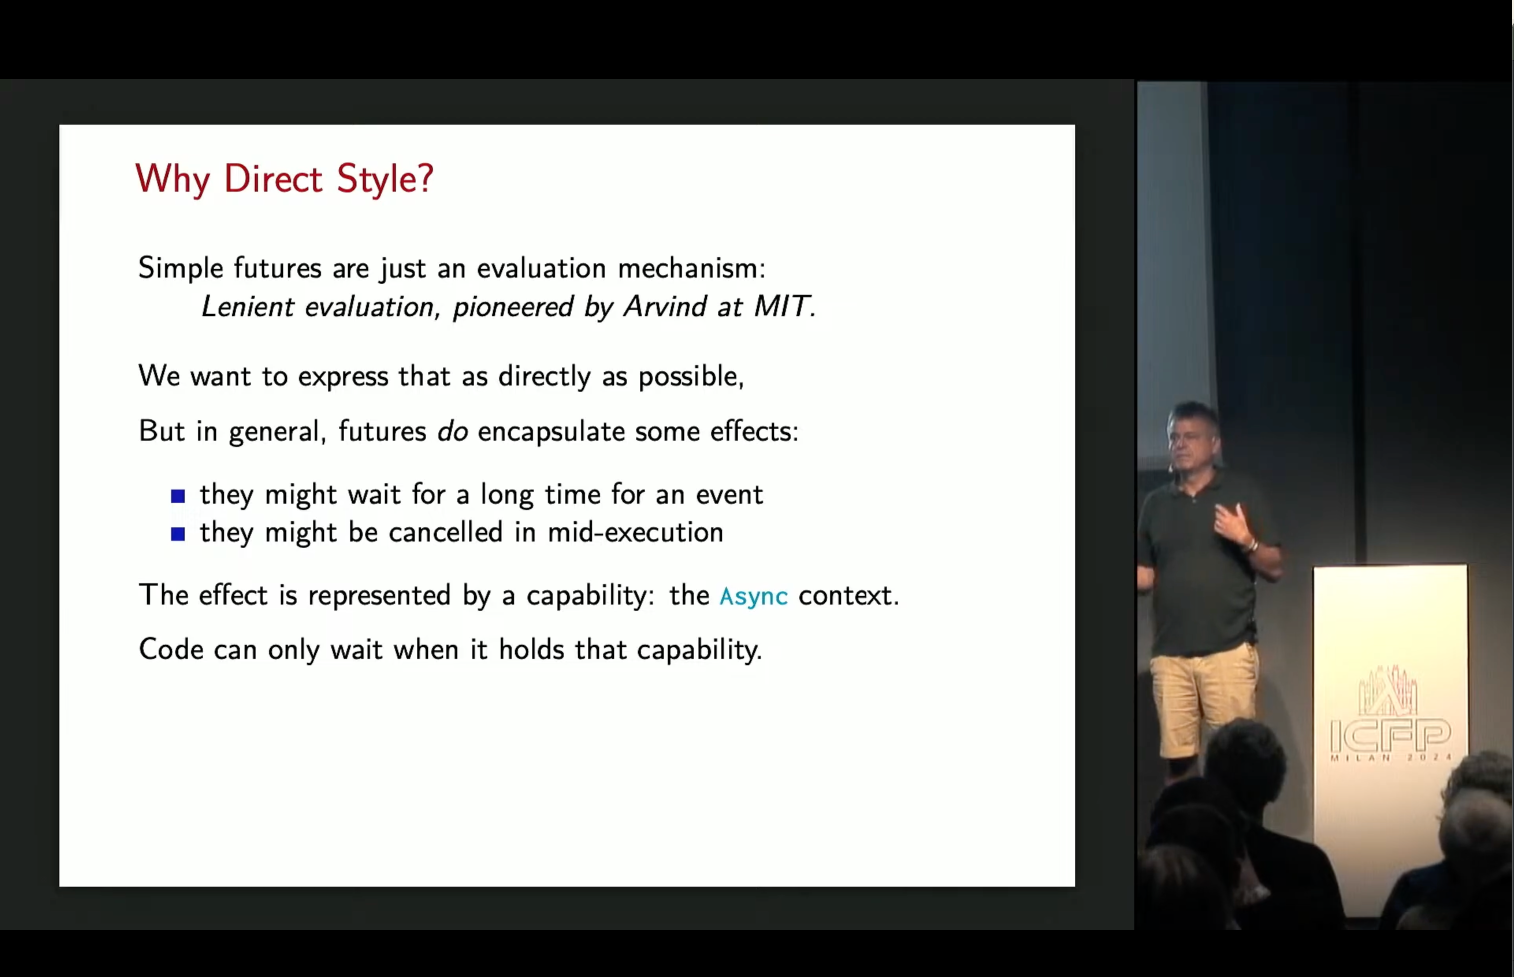 Why Direct Style?
Simple futures are just an evaluation mechanism:
Lenient evaluation, pioneered by Arvind at MIT.
We want to express that as directly as possible,
But in general, futures do encapsulate some effects:
they might wait for a long time for an event
they might be cancelled in mid-execution
The effect is represented by a capability: the Async context.
Code can only wait when it holds that capability.
ICFP
MILAN 2024